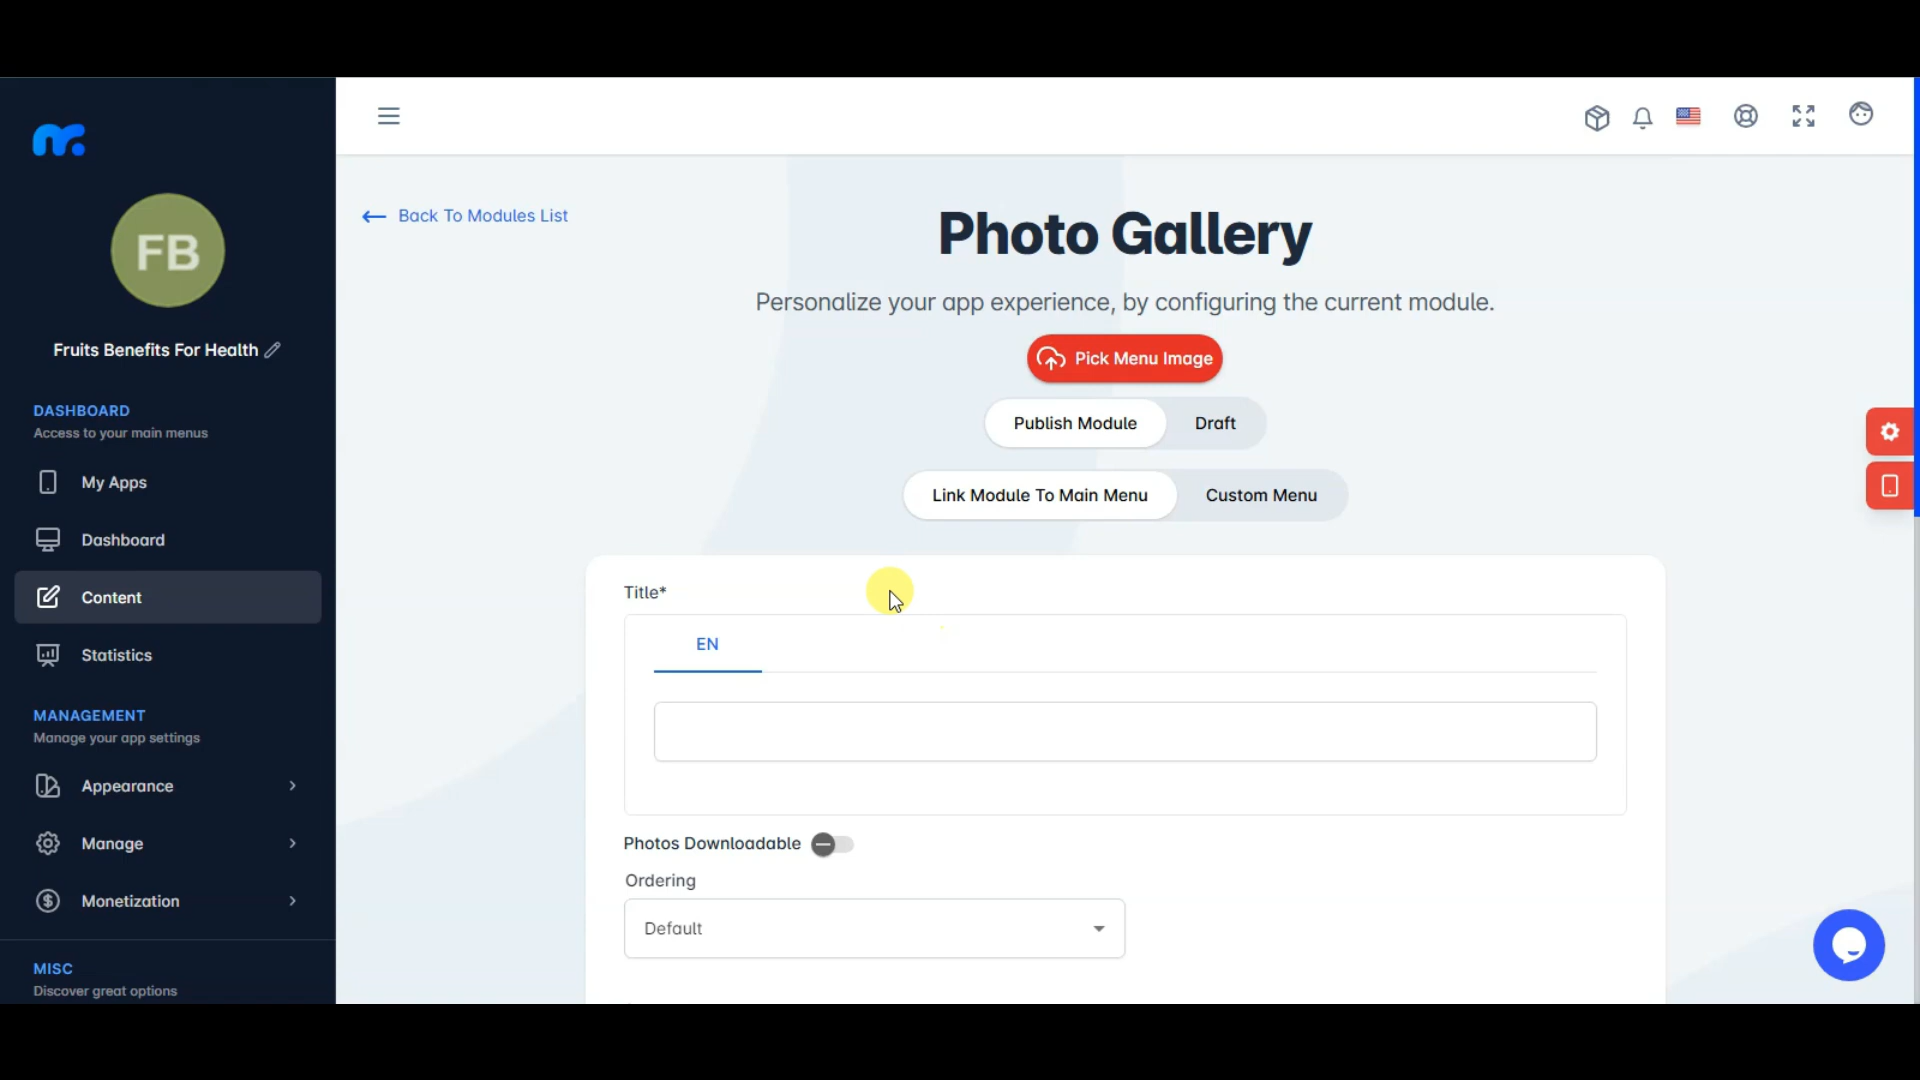 FB
Fruits Benefits For Health
DASHBOARD
Access to your main menus
My Apps
Dashboard
Content
Statistics
MANAGEMENT
Manage your app settings
Appearance
Manage
Monetization
MISC
Discover great options
Back To Modules List
Photo Gallery
Personalize your app experience, by configuring the current module.
Pick Menu Image
Publish Module Draft
Link Module To Main Menu Custom Menu
Title*
EN
Photos Downloadable
Ordering
Default